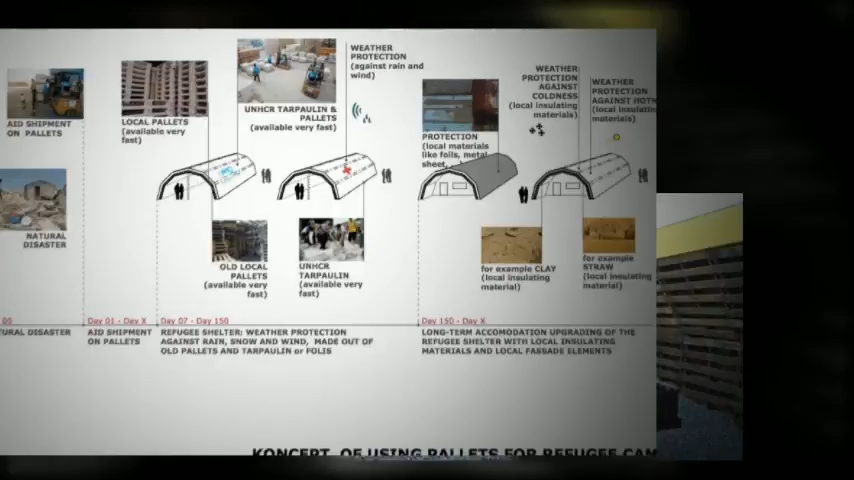 WEATHER
PROTECTION
(against rain and
wind)
WEATHER
PROTECTION
AGAINST
COLDNESS
(local insulating
materials)
WEATHER
PROTECTION
AGAINST
(local
materials)
AID SHIPMENT
ON PALLETS
LOCAL PALLETS
(available very
fast)
UNHCR TARPAULIN &
PALLETS
(available very fast)
PROTECTION
(local materials
like foils, metal
sheet,
NATURAL
DISASTER
OLD LOCAL
PALLETS
(available very
fast)
UNHCR
TARPAULIN
(available very
fast)
for example CLAY
(local insulating
material)
for example
STRAW
(local insulating
material)
00
Day 01 - Day X
Day 07 - Day 150
Day 150 - Day X
URAL DISASTER
AID SHIPMENT
ON PALLETS
REFUGEE SHELTER: WEATHER PROTECTION
AGAINST RAIN, SNOW AND WIND, MADE OUT OF
OLD PALLETS AND TARPAULIN or FOLIS
LONG-TERM ACCOMODATION UPGRADING OF THE
REFUGEE SHELTER WITH LOCAL INSULATING
MATERIALS AND LOCAL FASSADE ELEMENTS
KONCEPT OF USING PALLETS FOR REFUGEE CAM